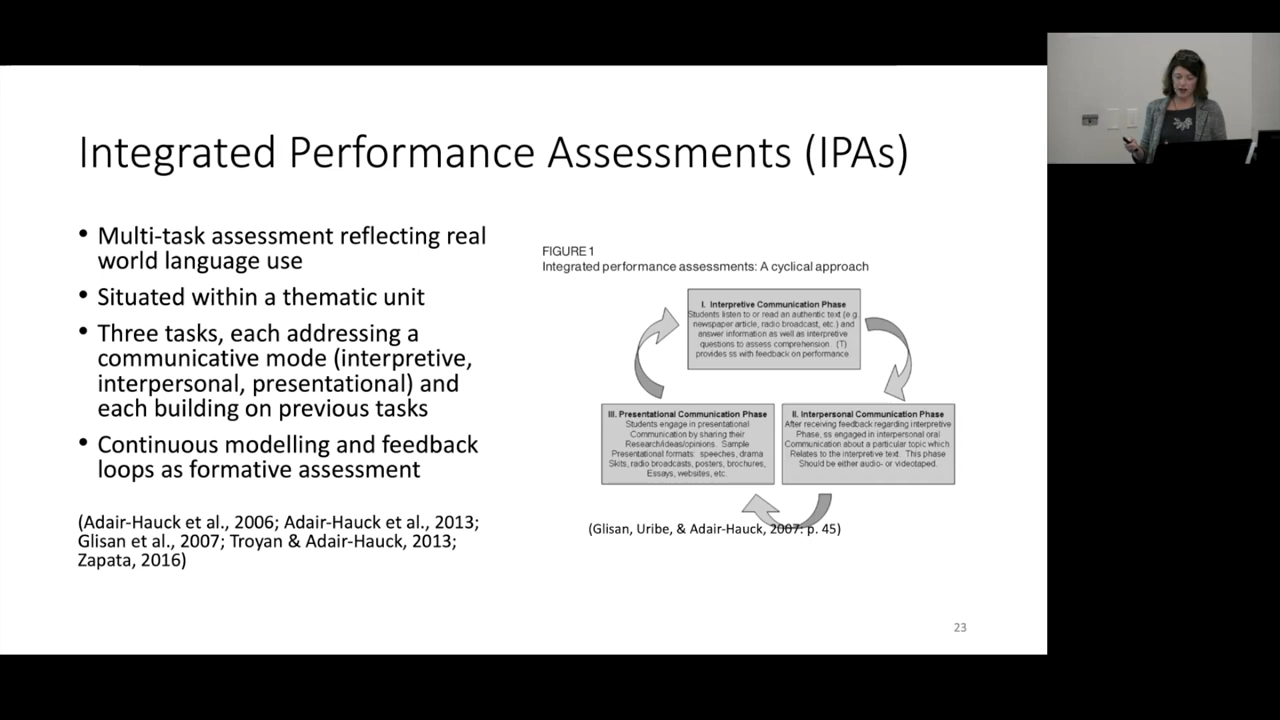 Integrated Performance Assessments (IPAs)
• Multi-task assessment reflecting real
world language use
• Situated within a thematic unit
• Three tasks, each addressing a
communicative mode (interpretive,
interpersonal, presentational) and
each building on previous tasks
• Continuous modelling and feedback
loops as formative assessment
(Adair-Hauck et al., 2006; Adair-Hauck et al., 2013;
Glisan et al., 2007; Troyan & Adair-Hauck, 2013;
Zapata, 2016)
FIGURE 1
Integrated performance assessments: A cyclical approach
I. Interpretive Communication Phase
Students listen to or read an authentic text (e.g.
newspaper article, radio broadcast, etc.) and
answer information as well as interpretive
questions to assess comprehension. (T)
provides ss with feedback on performance
III. Presentational Communication Phase
Students engage in presentational
Communication by sharing their
Research/ideas/opinions. Sample
Presentational formats: speeches, drama
Skits, radio broadcasts, posters, brochures,
Essays, websites, etc.
II. Interpersonal Communication Phase
After receiving feedback regarding interpretive
Phase, ss engaged in interpersonal oral
Communication about a particular topic which
Relates to the interpretive text. This phase
Should be either audio- or videotaped.
(Glisan, Uribe, & Adair-Hauck, 2007: p. 45)
23